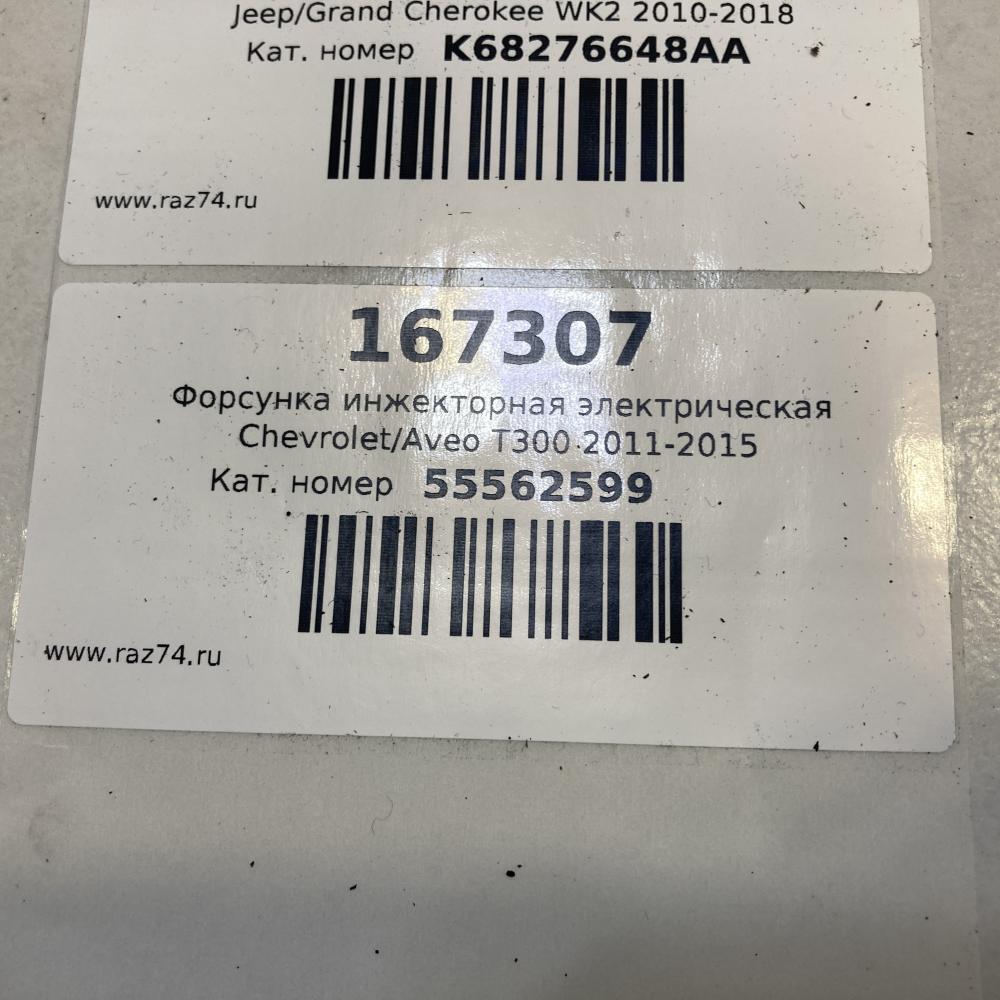 Jeep/Grand Cherokee WK2 2010-2018
Кат. номер K68276648AA
www.raz74.ru
167307
Форсунка инжекторная электрическая
Chevrolet/Aveo T300 2011-2015
Кат. номер 55562599
www.raz74.ru